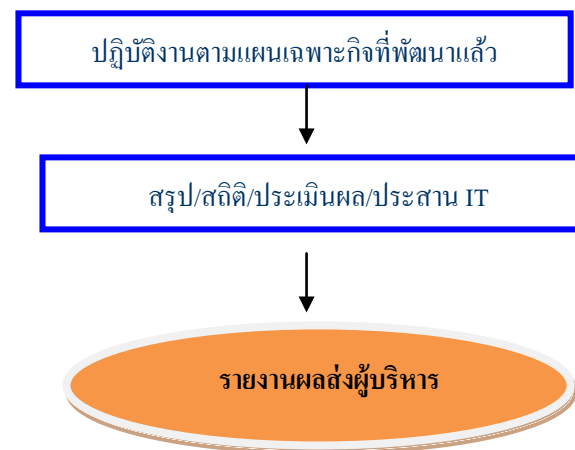 ปฏิบัติงานตามแผนเฉพาะกิจที่พัฒนาแล้ว
สรุป/สถิติ/ประเมินผล/ประสาน IT
รายงานผลส่งผู้บริหาร